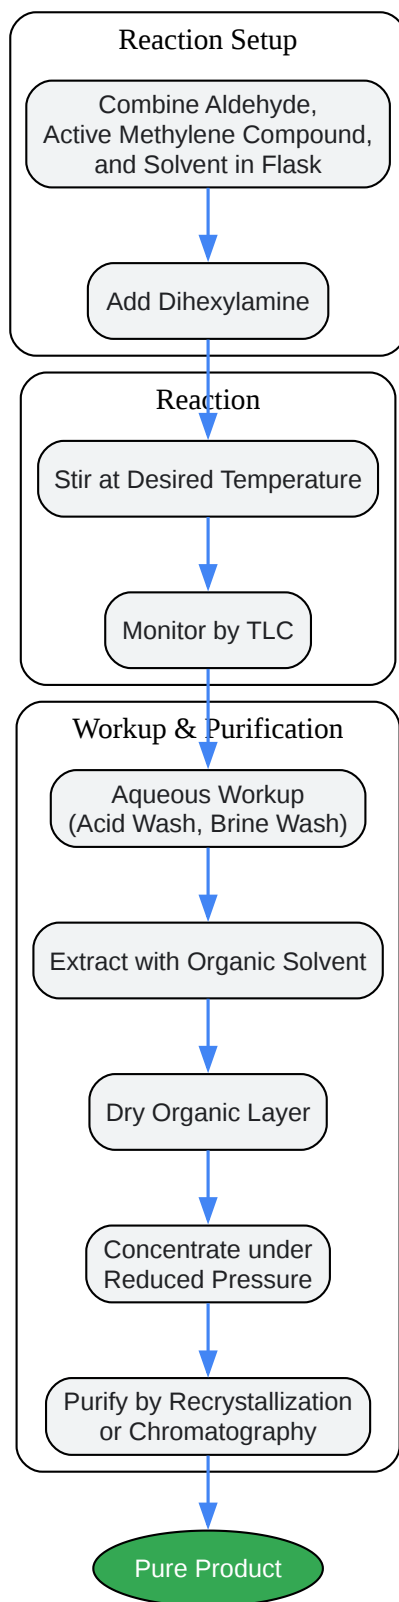 Reaction Setup
Combine Aldehyde,
Active Methylene Compound,
and Solvent in Flask
Add Dihexylamine
Reaction
Stir at Desired Temperature
Monitor by TLC
Workup & Purification
Aqueous Workup
(Acid Wash, Brine Wash)
Extract with Organic Solvent
Dry Organic Layer
Concentrate under
Reduced Pressure
Purify by Recrystallization
or Chromatography
Pure Product